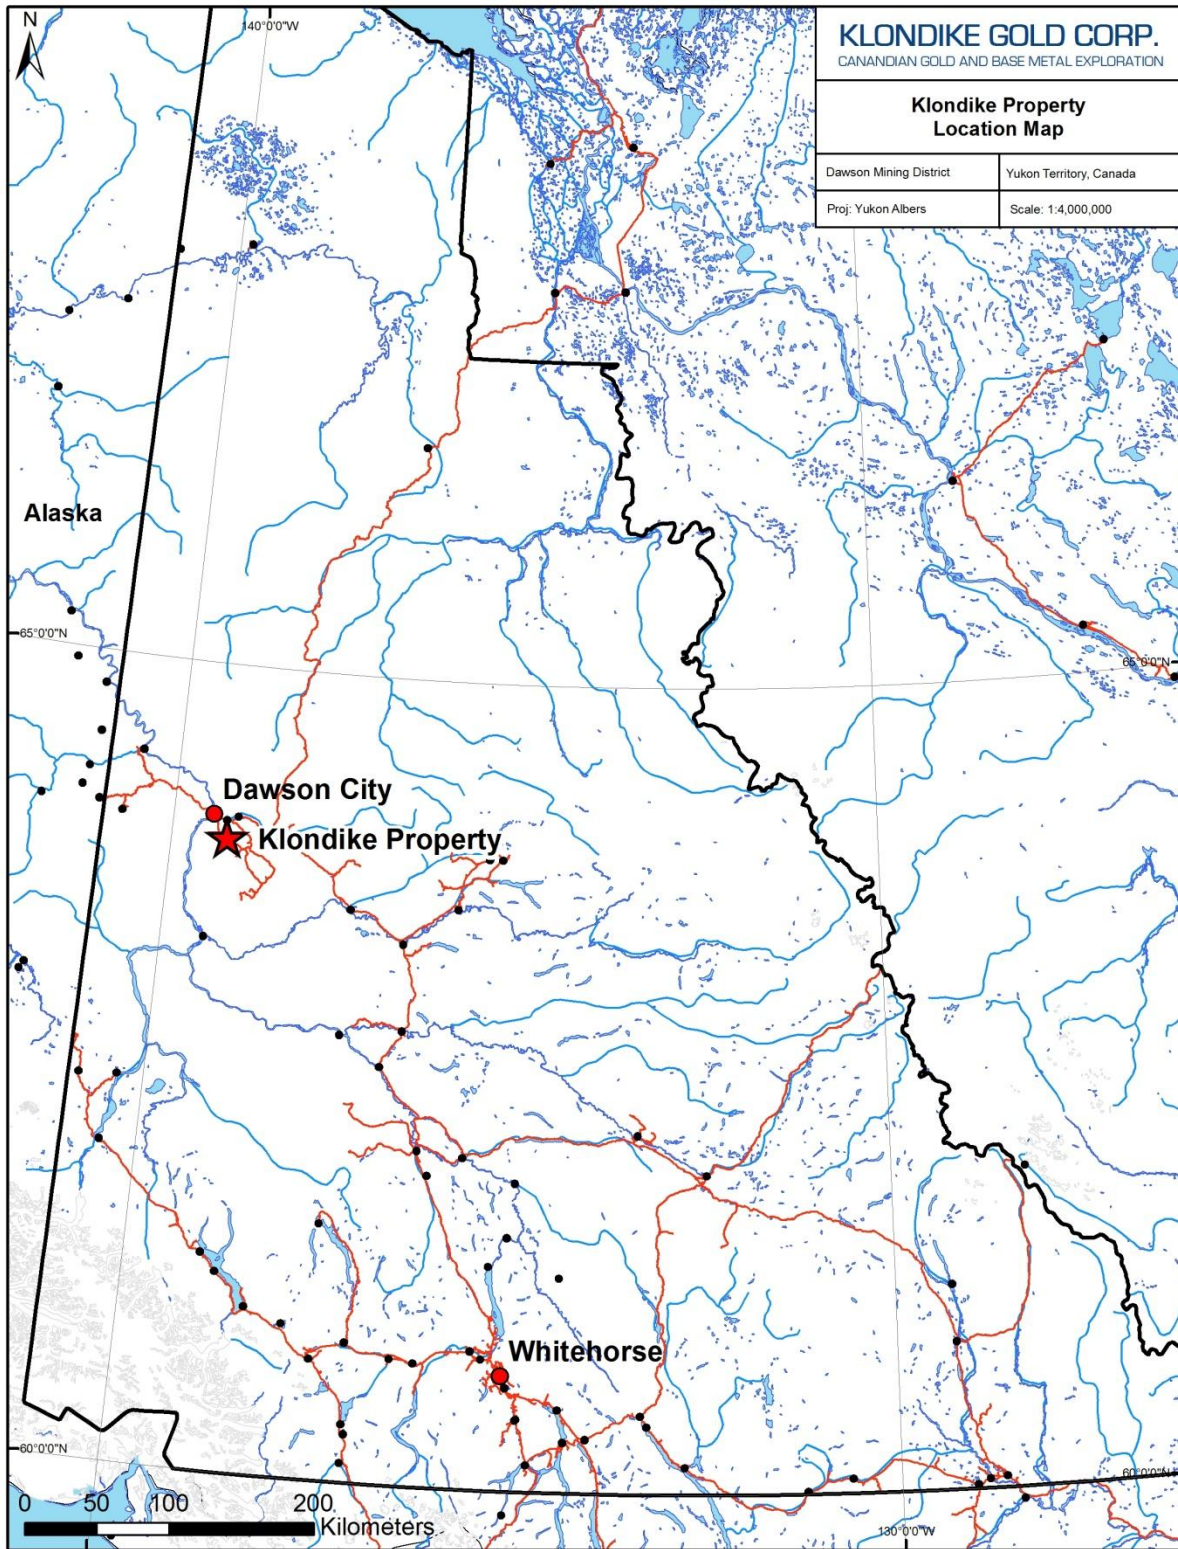 N
140°0'0"W
KLONDIKE GOLD CORP.
CANANDIAN GOLD AND BASE METAL EXPLORATION
Klondike Property
Location Map
Dawson Mining District
Yukon Territory, Canada
Proj: Yukon Albers
Scale: 1:4,000,000
Alaska
65°0'0"N
65°0'0"N
Dawson City
Klondike Property
Whitehorse
60°0'0"N
60°0'0"N
0 50 100 200
Kilometers
130°0'0"W